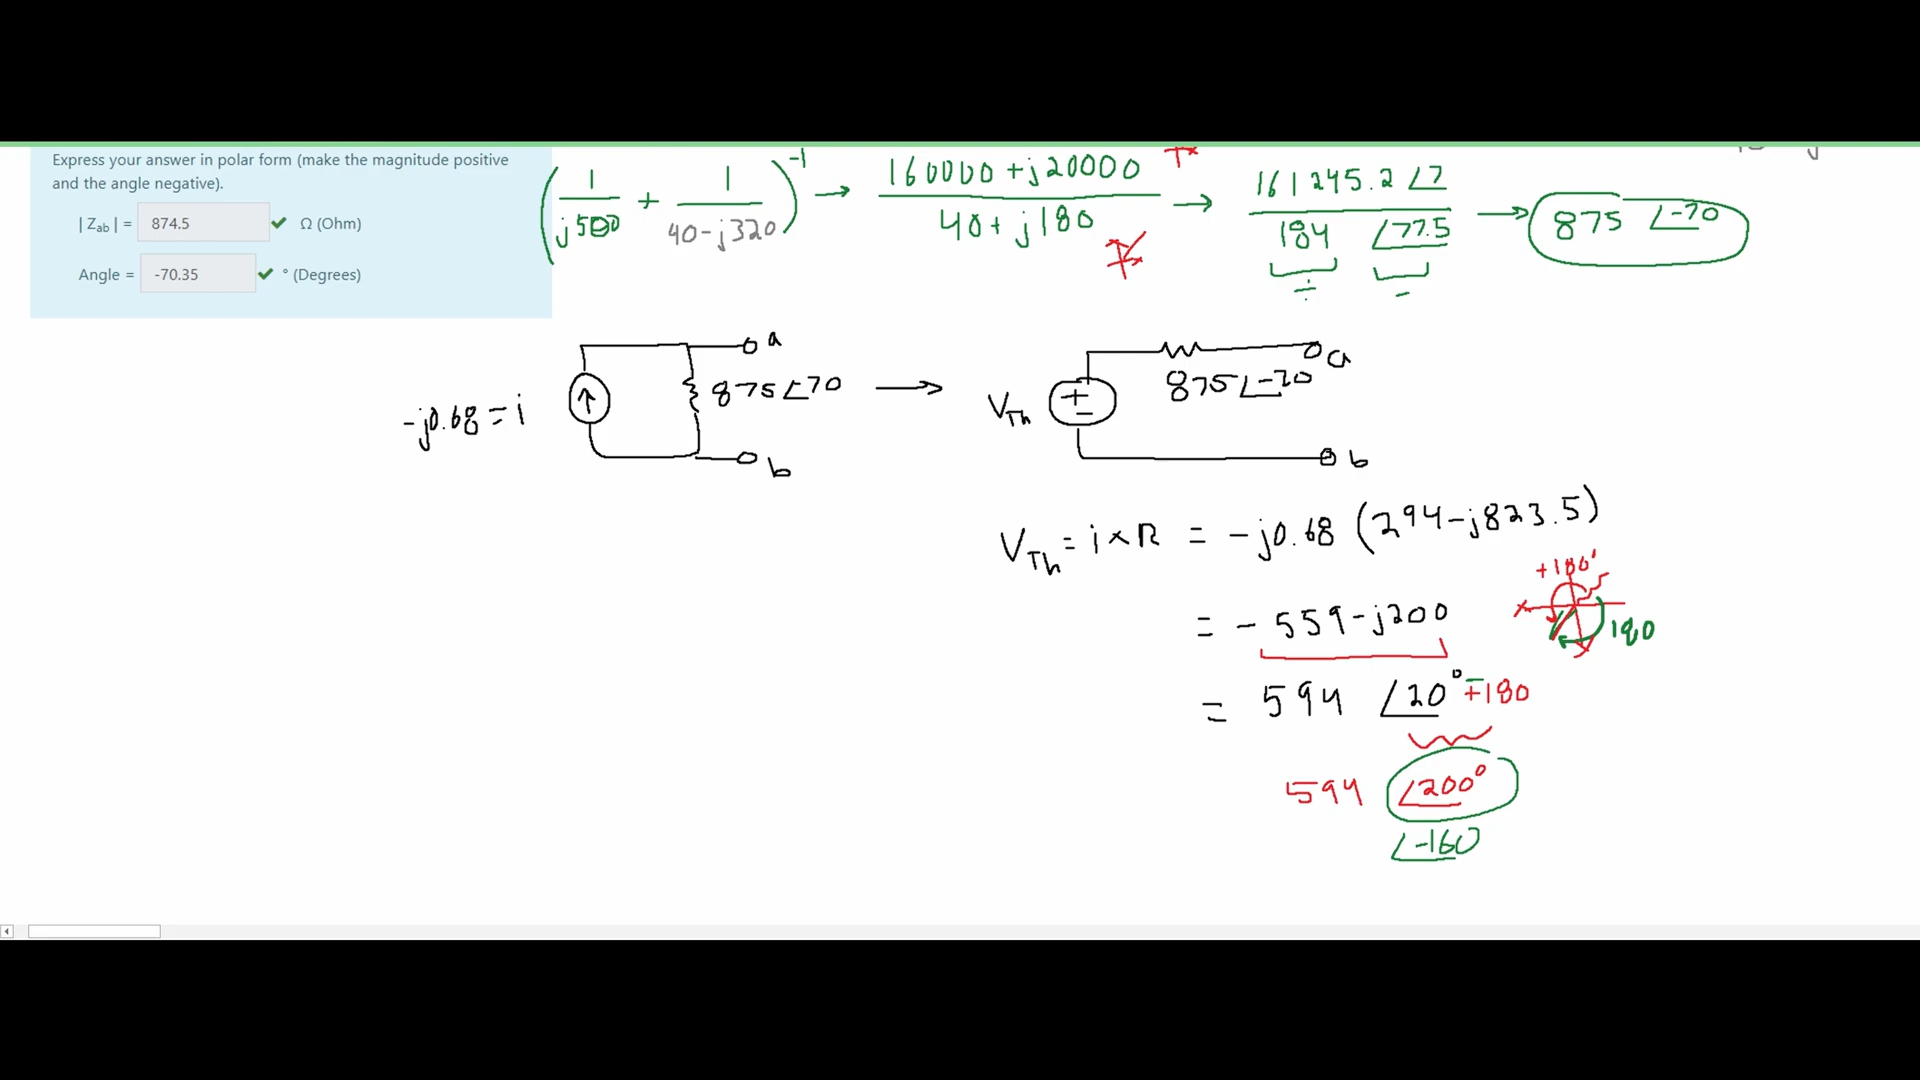 Express your answer in polar form (make the magnitude positive
and the angle negative).
| Zab | = 874.5 ✔ Ω (Ohm)
Angle = -70.35 ✔ ° (Degrees)
(1/j500 + 1/(40-j320))^-1 → (160000+j20000)/(40+j180) → (161245.2 ∠7)/(184 ∠77.5) → 875 ∠-70
÷ -
-j0.68 = i
a
875∠70 →
b
VTh
+
-
875∠-70
a
b
VTh = i × R = -j0.68 (294-j823.5)
= -559-j200
+180°
180
= 594 ∠20° ∓180
594 ∠200°
∠-160